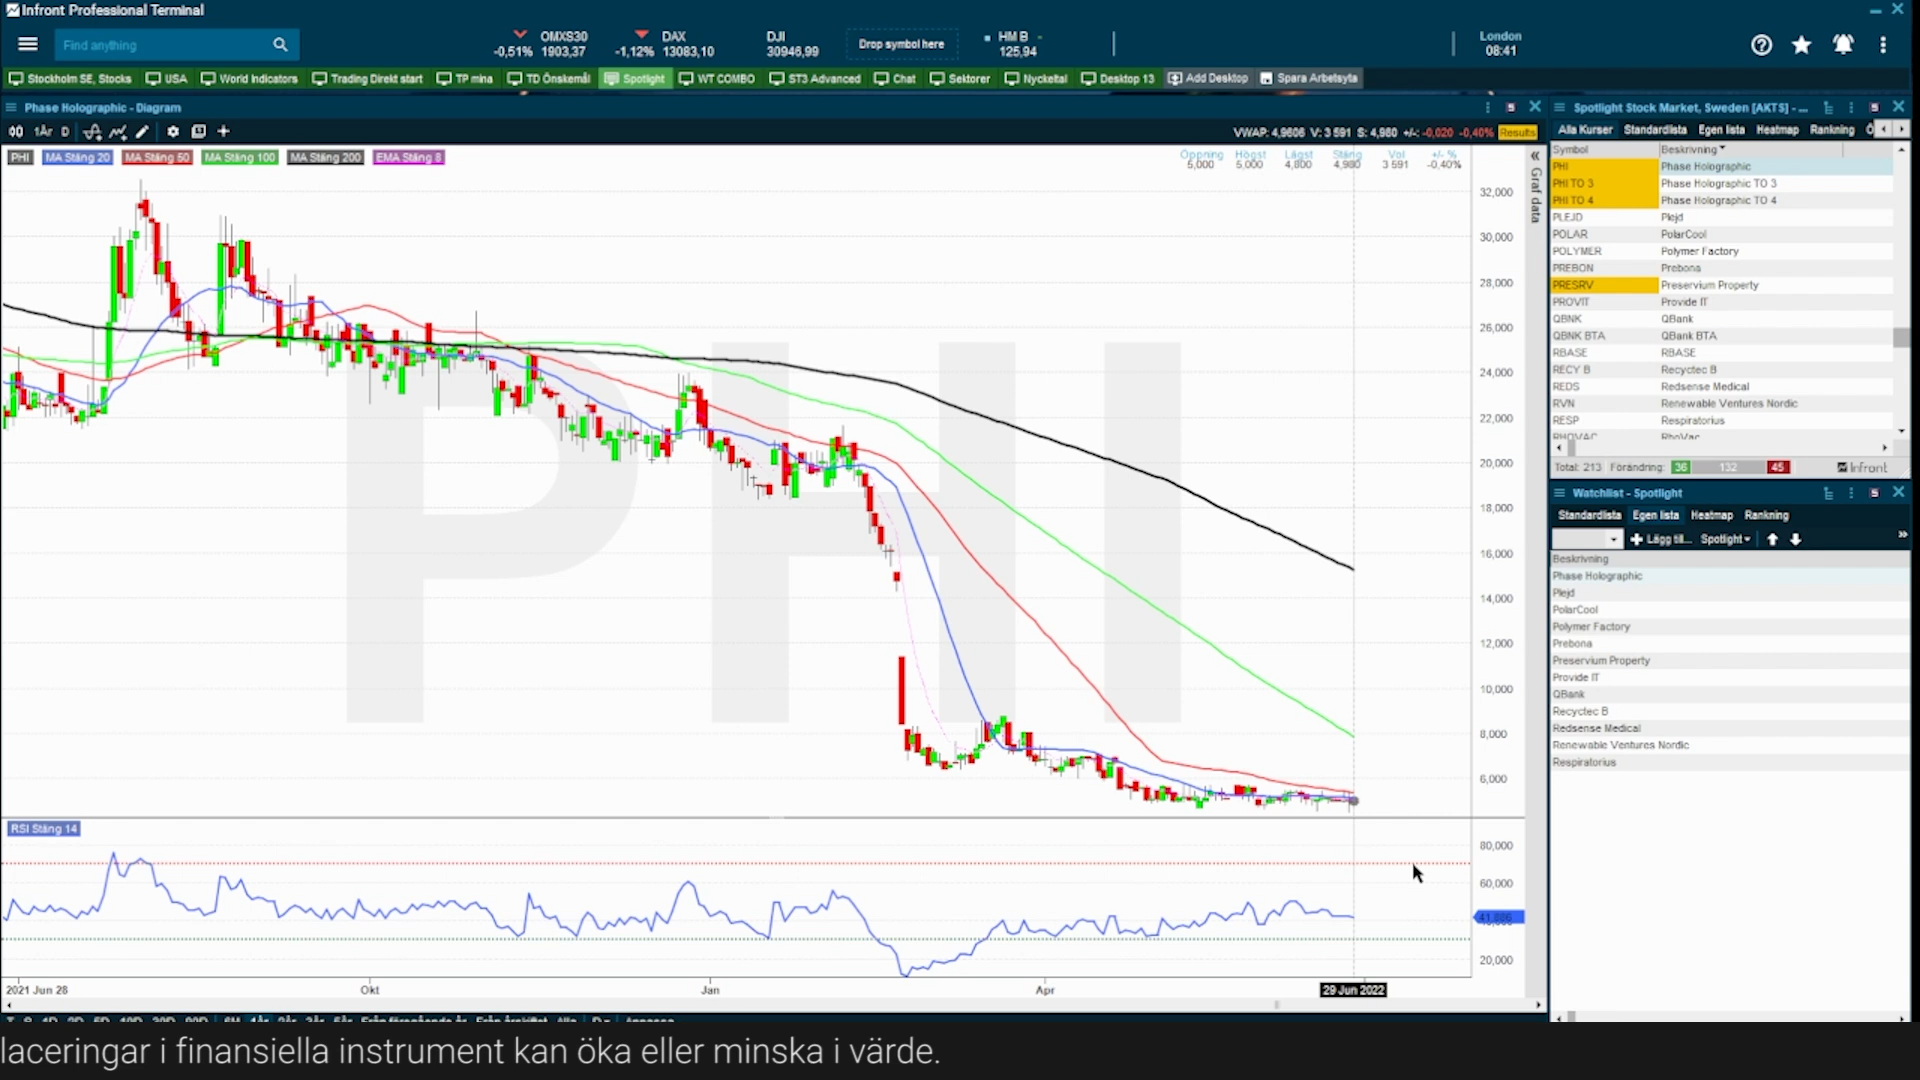 Infront Professional Terminal
Find anything
-0,51% OMXS30 1903,37
-1,12% DAX 13083,10
DJI 30946,99
Drop symbol here
HM B - 125,94
London 08:41
Stockholm SE, Stocks USA World Indicators Trading Direkt start TP mina TD Önskemål Spotlight WT COMBO ST3 Advanced Chat Sektorer Nyckeltal Desktop 13 Add Desktop Spara Arbetsyta
Phase Holographic - Diagram
1År D
VWAP: 4,9606 V: 3 591 S: 4,980 +/-: -0,020 -0,40% Results
PHI MA Stäng 20 MA Stäng 50 MA Stäng 100 MA Stäng 200 EMA Stäng 8
Öppning Högst Lägst Stäng Vol +/- %
5,000 5,000 4,800 4,980 3 591 -0,40%
Graf data
PHI
32,000
30,000
28,000
26,000
24,000
22,000
20,000
18,000
16,000
14,000
12,000
10,000
8,000
6,000
RSI Stäng 14
80,000
60,000
41,886
20,000
2021 Jun 28 Okt Jan Apr 29 Jun 2022
Spotlight Stock Market, Sweden [AKTS] - ...
Alla Kurser Standardlista Egen lista Heatmap Rankning
Symbol Beskrivning
PHI Phase Holographic
PHI TO 3 Phase Holographic TO 3
PHI TO 4 Phase Holographic TO 4
PLEJD Plejd
POLAR PolarCool
POLYMER Polymer Factory
PREBON Prebona
PRESRV Preservium Property
PROVIT Provide IT
QBNK QBank
QBNK BTA QBank BTA
RBASE RBASE
RECY B Recyctec B
REDS Redsense Medical
RVN Renewable Ventures Nordic
RESP Respiratorius
RHOVAC RhoVac
Total: 213 Förändring: 36 132 45 Infront
Watchlist - Spotlight
Standardlista Egen lista Heatmap Rankning
Lägg till... Spotlight
Beskrivning
Phase Holographic
Plejd
PolarCool
Polymer Factory
Prebona
Preservium Property
Provide IT
QBank
Recyctec B
Redsense Medical
Renewable Ventures Nordic
Respiratorius
laceringar i finansiella instrument kan öka eller minska i värde.